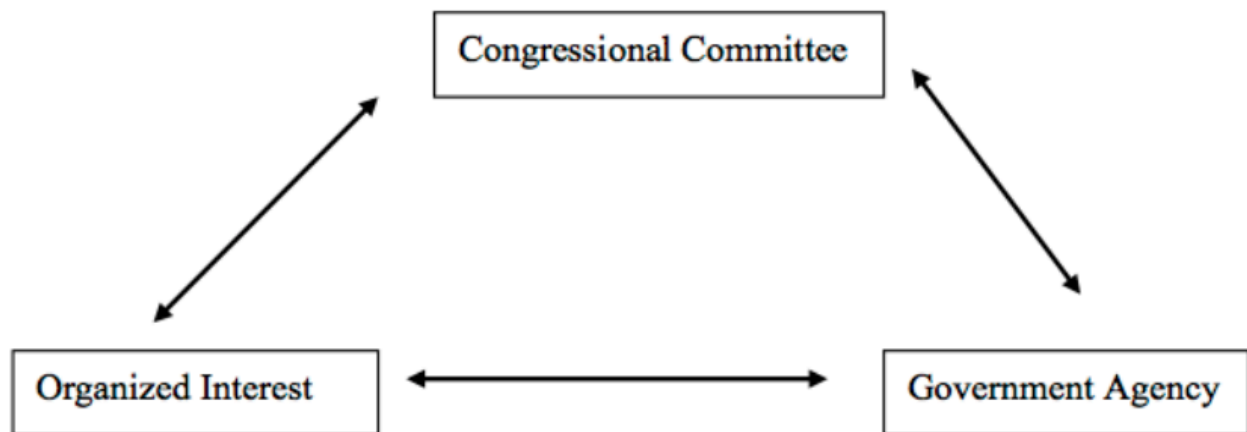 Congressional Committee
Organized Interest
Government Agency